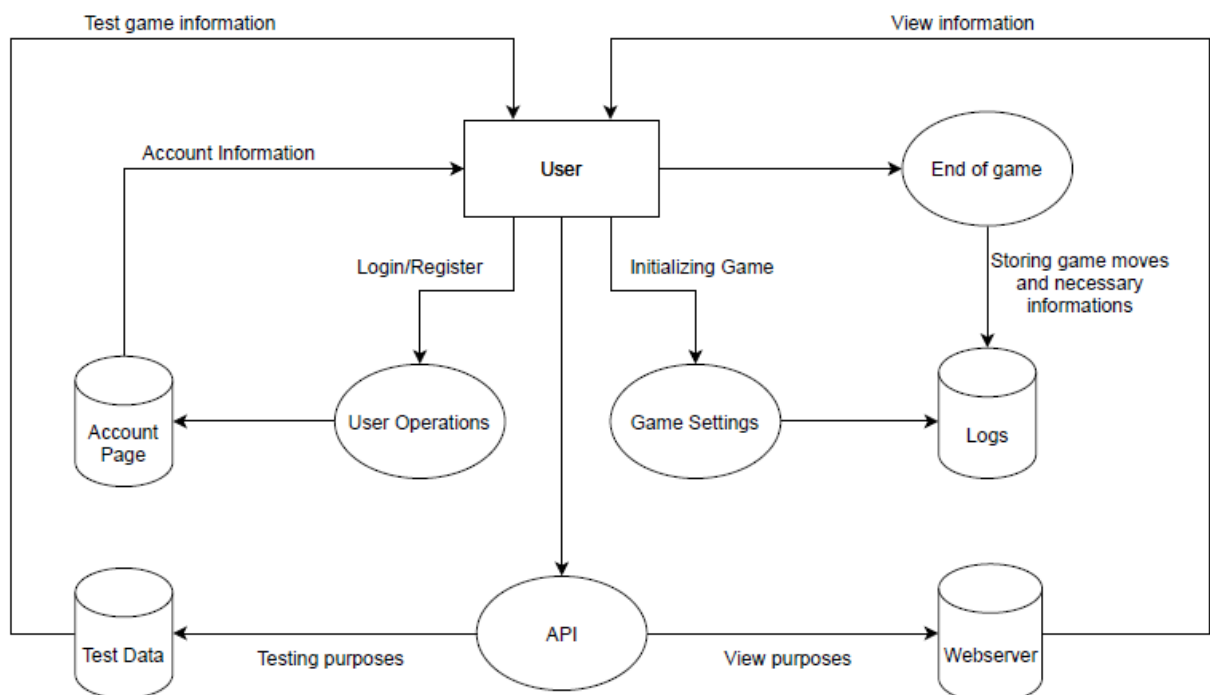 Test game information
View information
Account Information
User
End of game
Login/Register
Initializing Game
Storing game moves
and necessary
informations
Account
Page
User Operations
Game Settings
Logs
Test Data
Testing purposes
API
View purposes
Webserver